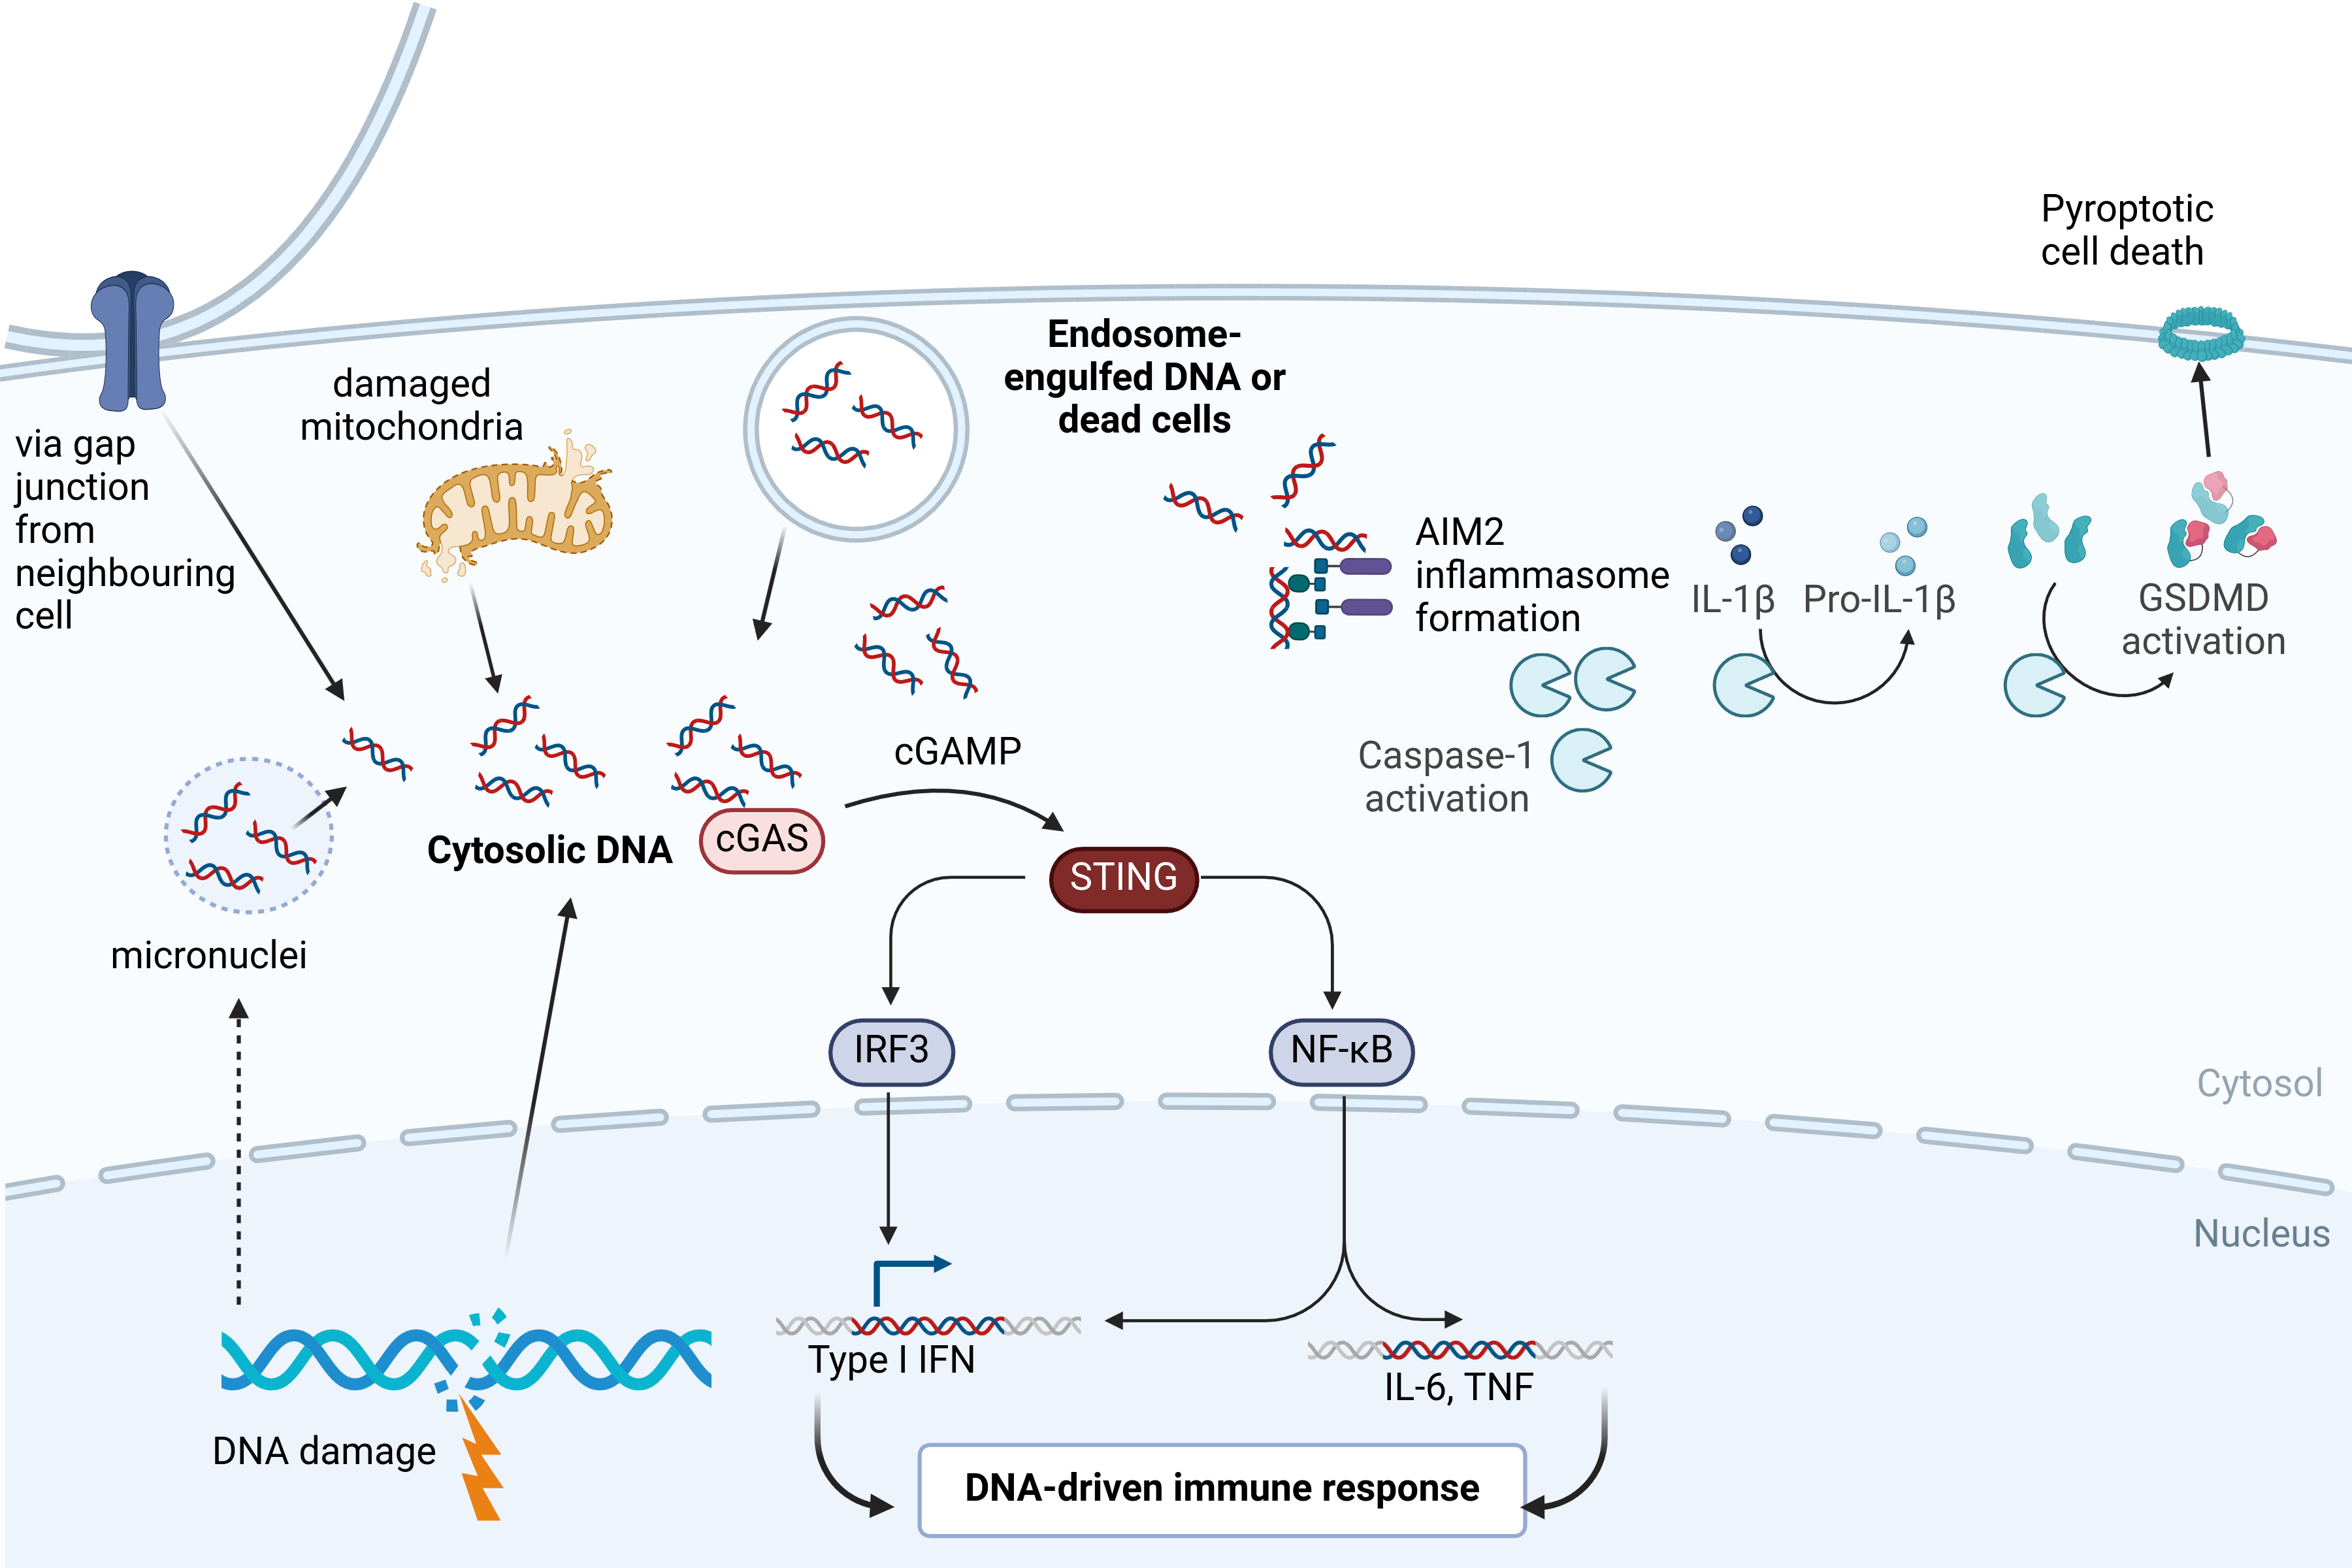 Pyroptotic
cell death
Endosome-
engulfed DNA or
dead cells
damaged
mitochondria
via gap
junction
from
neighbouring
cell
AIM2
inflammasome
formation
IL-1β
Pro-IL-1β
GSDMD
activation
Caspase-1
activation
cGAMP
Cytosolic DNA
cGAS
STING
micronuclei
IRF3
NF-κB
Cytosol
Nucleus
Type I IFN
IL-6, TNF
DNA damage
DNA-driven immune response